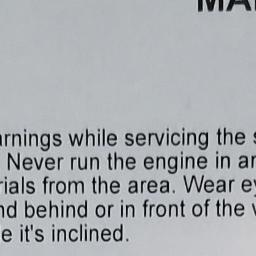 MA
arnings while servicing the s
Never run the engine in ar
rials from the area. Wear ey
nd behind or in front of the v
e it's inclined.